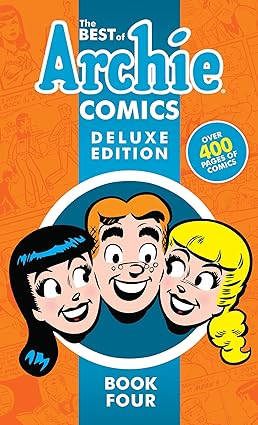 The
BEST of
Archie
COMICS
DELUXE
EDITION
OVER
400
PAGES OF
COMICS
BOOK
FOUR